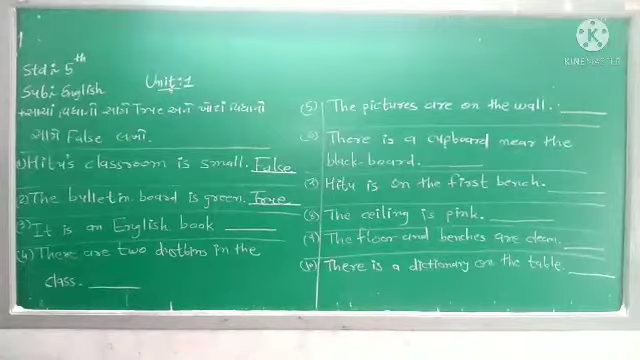 Std :- 5th
Sub :- English
Unit : 1
* સાચાં વિધાનો સામે True અને ખોટાં વિધાનો
સામે False લખો.
(1) Hitu's classroom is small. False
(2) The bulletin board is green. True
(3) It is an English book ______
(4) There are two in the
class. ______
(5) The pictures are on the wall. ______
(6) There is a cupboard near the
black-board. ______
(7) Hitu is on the first bench. ______
(8) The ceiling is pink. ______
(9) The floor and benches are clean. ______
(10) There is a dictionary on the table. ______
KINEMASTER